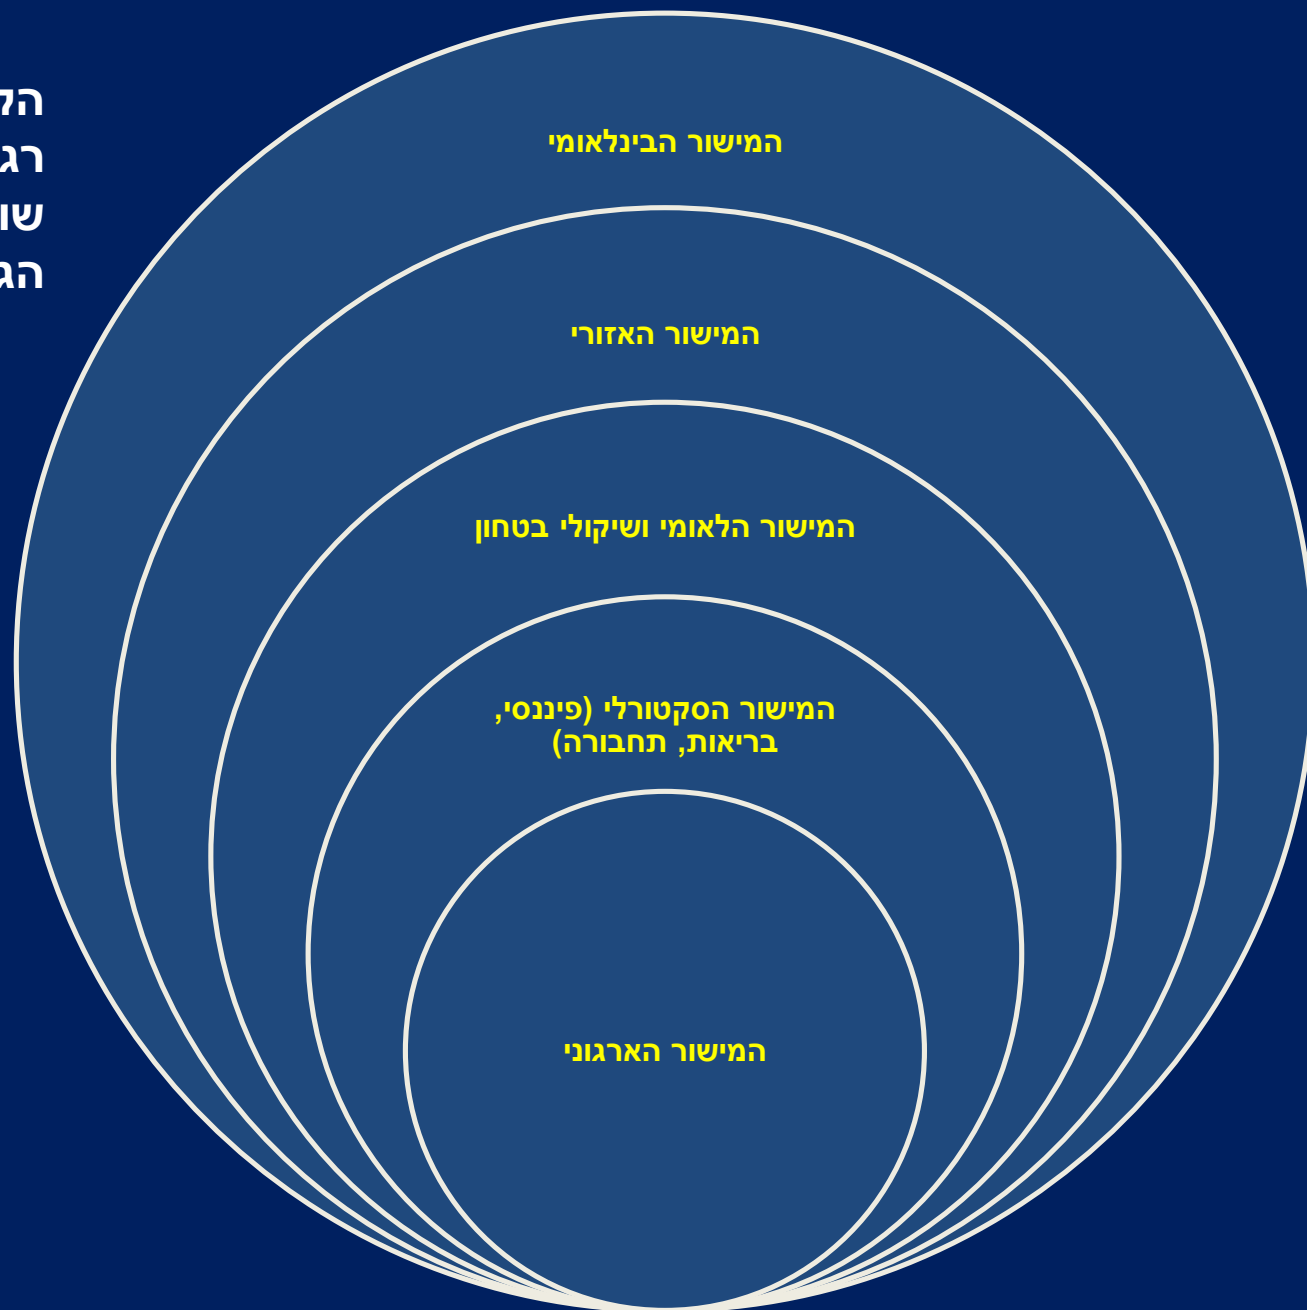 המישור הבינלאומי
המישור האזורי
המישור הלאומי ושיקולי בטחון
המישור הסקטורלי (פיננסי,
בריאות, תחבורה)
המישור הארגוני